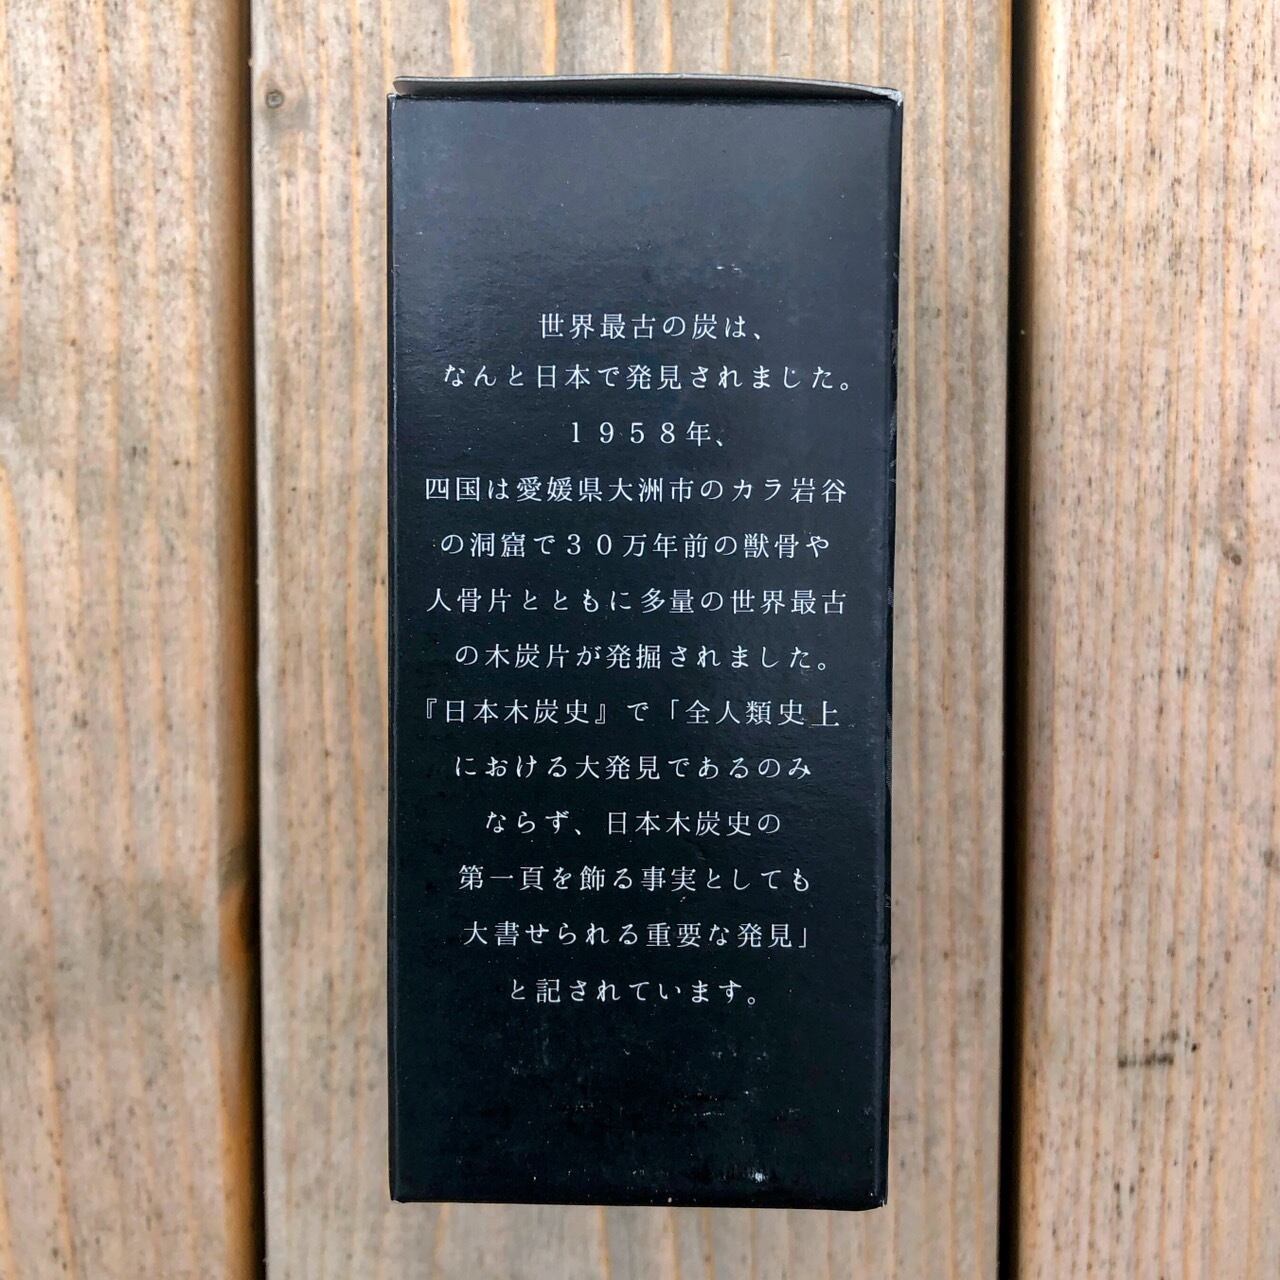 世界最古の炭は、
なんと日本で発見されました。
１９５８年、
四国は愛媛県大洲市のカラ岩谷
の洞窟で３０万年前の獣骨や
人骨片とともに多量の世界最古
の木炭片が発掘されました。
『日本木炭史』で「全人類史上
における大発見であるのみ
ならず、日本木炭史の
第一頁を飾る事実としても
大書せられる重要な発見」
と記されています。